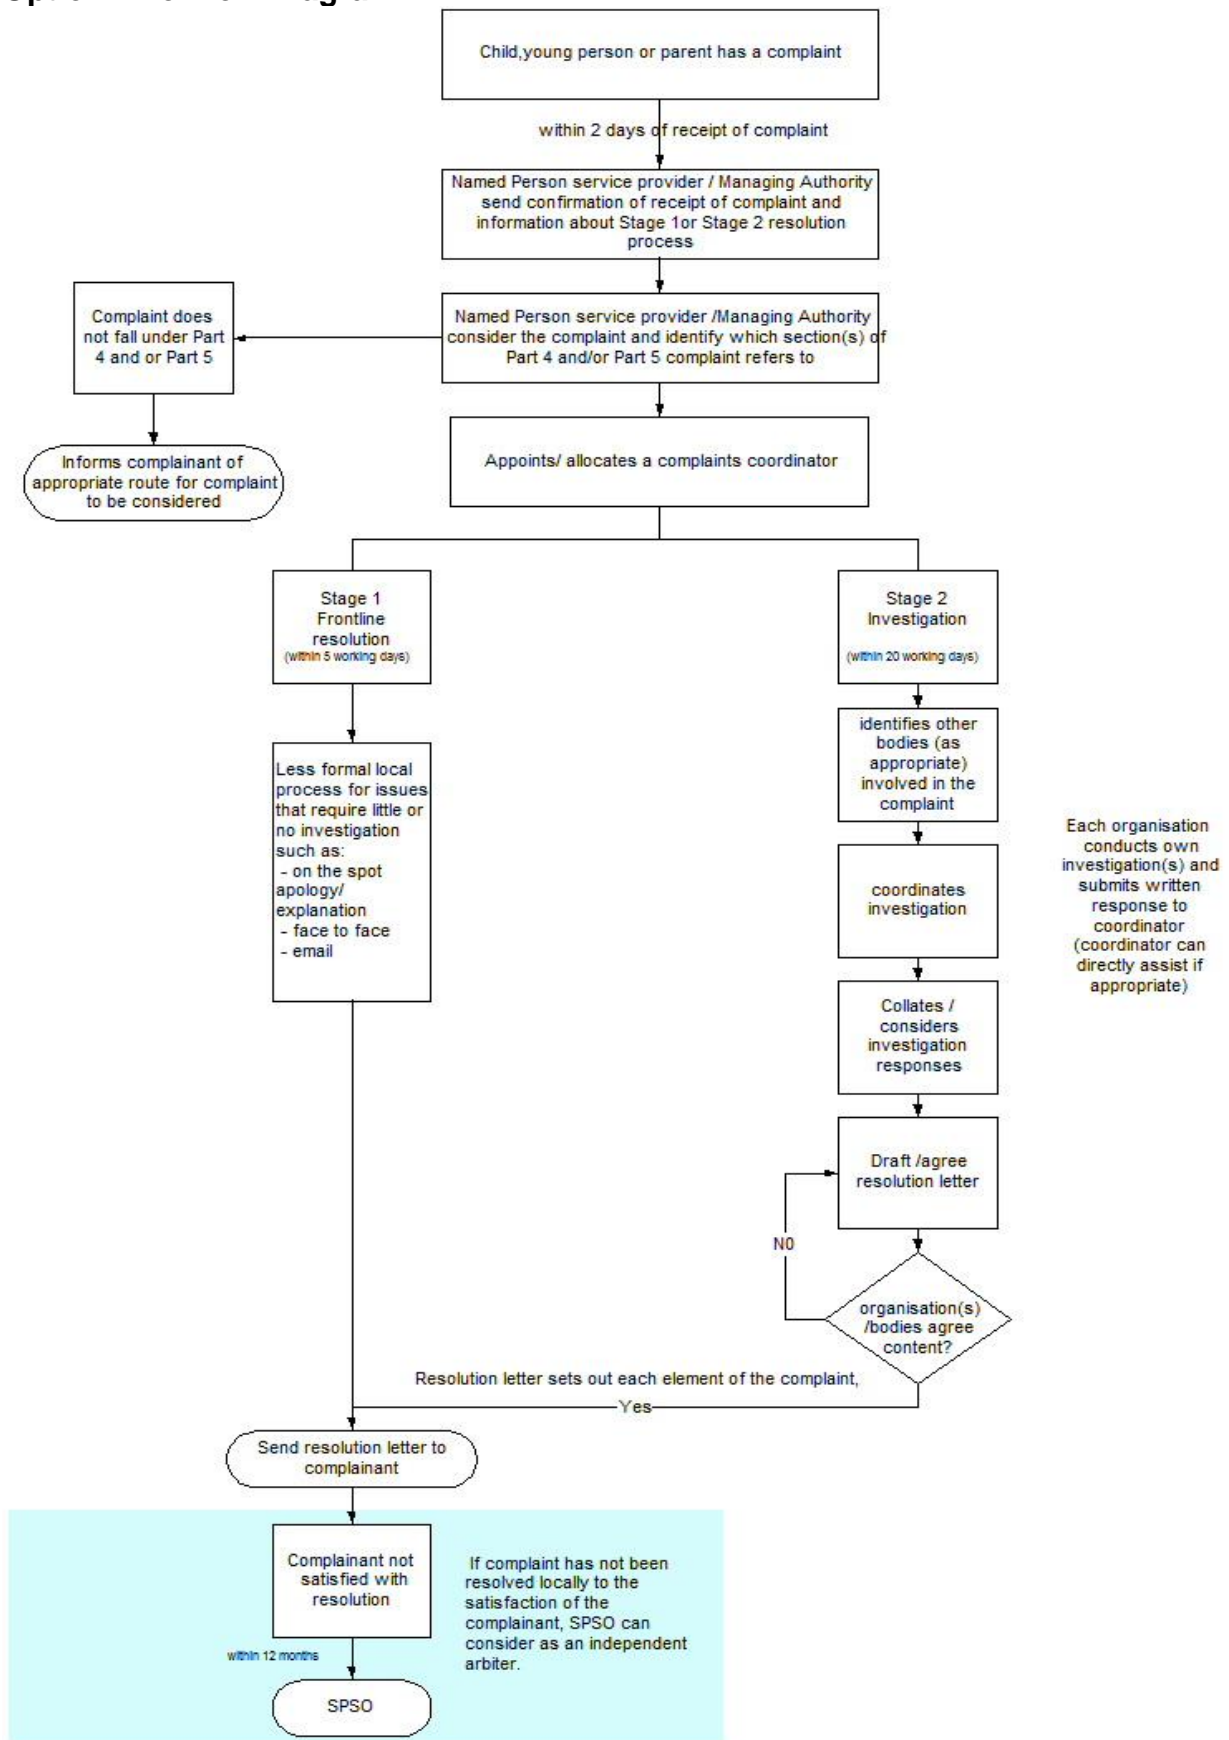 Child,young person or parent has a complaint
within 2 days of receipt of complaint
Named Person service provider / Managing Authority
send confirmation of receipt of complaint and
information about Stage 1or Stage 2 resolution
process
Complaint does
not fall under Part
4 and or Part 5
Named Person service provider /Managing Authority
consider the complaint and identify which section(s) of
Part 4 and/or Part 5 complaint refers to
Informs complainant of
appropriate route for complaint
to be considered
Appoints/ allocates a complaints coordinator
Stage 1
Frontline
resolution
(within 5 working days)
Stage 2
Investigation
(within 20 working days)
Less formal local
process for issues
that require little or
no investigation
such as:
- on the spot
apology/
explanation
- face to face
- email
identifies other
bodies (as
appropriate)
involved in the
complaint
coordinates
investigation
Each organisation
conducts own
investigation(s) and
submits written
response to
coordinator
(coordinator can
directly assist if
appropriate)
Collates /
considers
investigation
responses
Draft /agree
resolution letter
N0
organisation(s)
/bodies agree
content?
Resolution letter sets out each element of the complaint,
Yes
Send resolution letter to
complainant
Complainant not
satisfied with
resolution
If complaint has not been
resolved locally to the
satisfaction of the
complainant, SPSO can
consider as an independent
arbiter.
within 12 months
SPSO